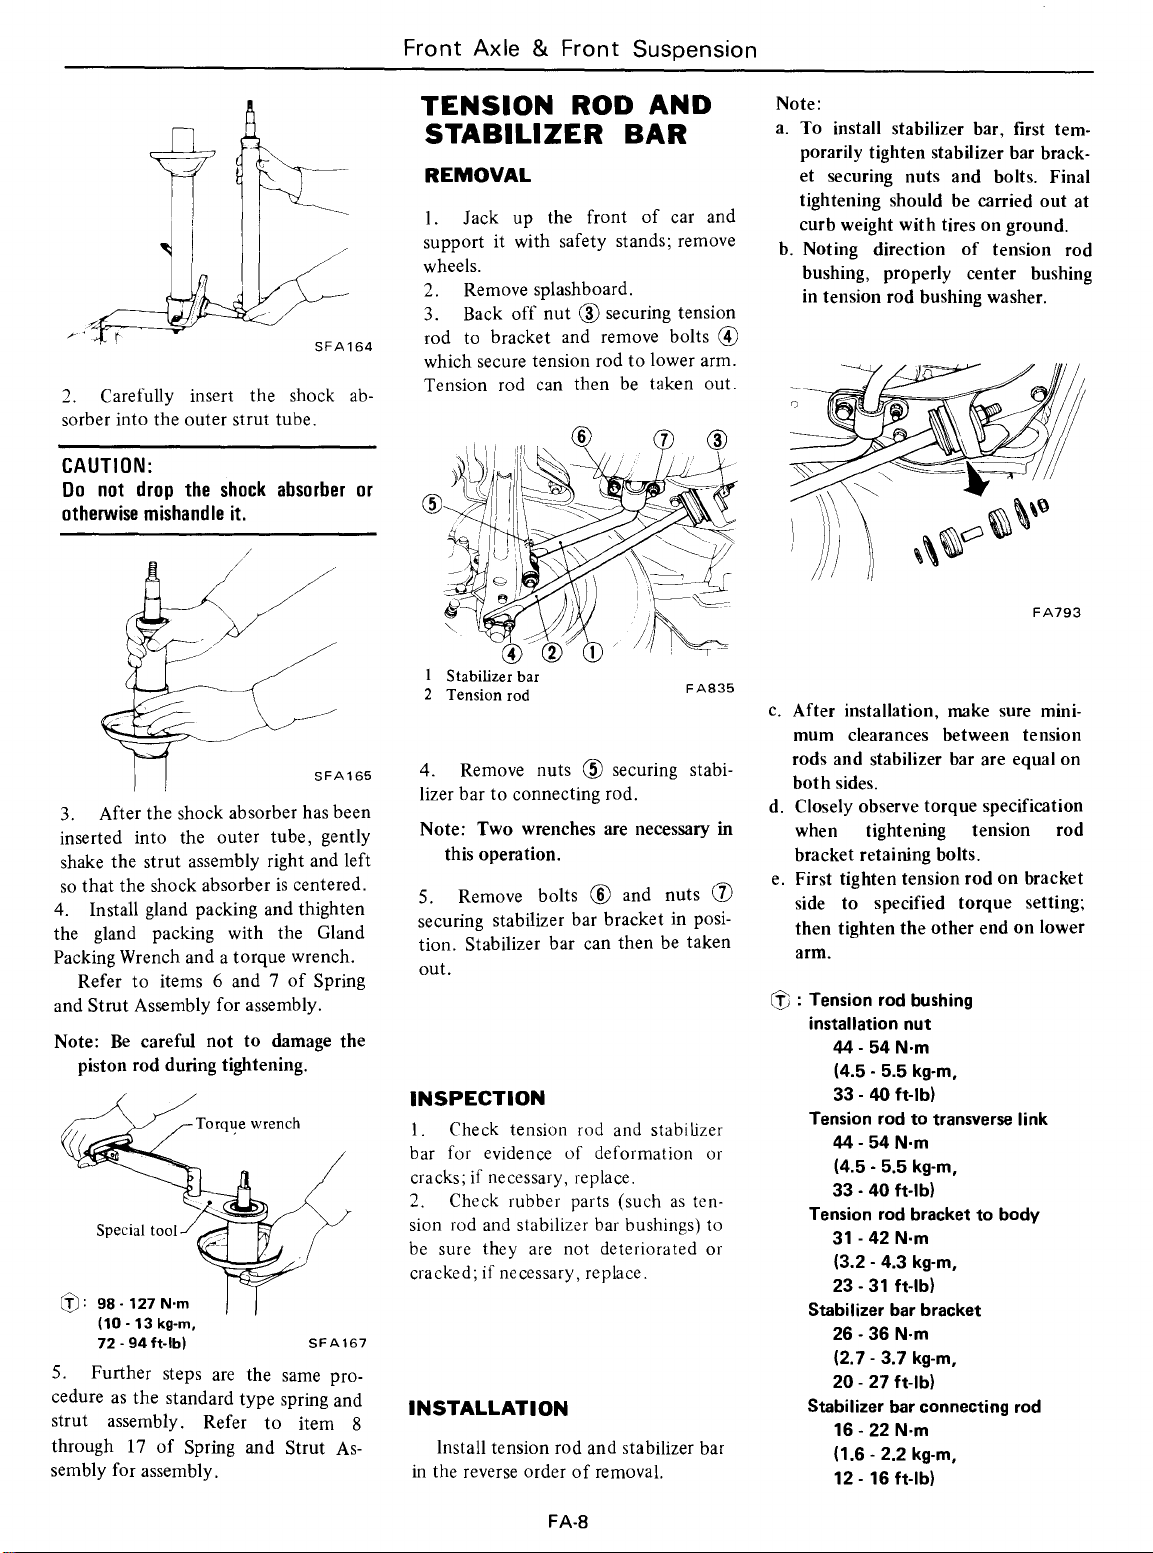 Front Axle & Front Suspension
SFA164
2. Carefully insert the shock ab-
sorber into the outer strut tube.
CAUTION:
Do not drop the shock absorber or
otherwise mishandle it.
SFA165
3. After the shock absorber has been
inserted into the outer tube, gently
shake the strut assembly right and left
so that the shock absorber is centered.
4. Install gland packing and thighten
the gland packing with the Gland
Packing Wrench and a torque wrench.
Refer to items 6 and 7 of Spring
and Strut Assembly for assembly.
Note: Be careful not to damage the
piston rod during tightening.
Torque wrench
Special tool
Ⓣ: 98 - 127 N·m
(10 - 13 kg-m,
72 - 94 ft-lb)
SFA167
5. Further steps are the same pro-
cedure as the standard type spring and
strut assembly. Refer to item 8
through 17 of Spring and Strut As-
sembly for assembly.
TENSION ROD AND
STABILIZER BAR
REMOVAL
1. Jack up the front of car and
support it with safety stands; remove
wheels.
2. Remove splashboard.
3. Back off nut ③ securing tension
rod to bracket and remove bolts ④
which secure tension rod to lower arm.
Tension rod can then be taken out.
⑥ ⑦ ③
⑤
④ ② ①
1 Stabilizer bar
2 Tension rod
FA835
4. Remove nuts ⑤ securing stabi-
lizer bar to connecting rod.
Note: Two wrenches are necessary in
this operation.
5. Remove bolts ⑥ and nuts ⑦
securing stabilizer bar bracket in posi-
tion. Stabilizer bar can then be taken
out.
INSPECTION
1. Check tension rod and stabilizer
bar for evidence of deformation or
cracks; if necessary, replace.
2. Check rubber parts (such as ten-
sion rod and stabilizer bar bushings) to
be sure they are not deteriorated or
cracked; if necessary, replace.
INSTALLATION
Install tension rod and stabilizer bar
in the reverse order of removal.
Note:
a. To install stabilizer bar, first tem-
porarily tighten stabilizer bar brack-
et securing nuts and bolts. Final
tightening should be carried out at
curb weight with tires on ground.
b. Noting direction of tension rod
bushing, properly center bushing
in tension rod bushing washer.
FA793
c. After installation, make sure mini-
mum clearances between tension
rods and stabilizer bar are equal on
both sides.
d. Closely observe torque specification
when tightening tension rod
bracket retaining bolts.
e. First tighten tension rod on bracket
side to specified torque setting;
then tighten the other end on lower
arm.
Ⓣ : Tension rod bushing
installation nut
44 - 54 N·m
(4.5 - 5.5 kg-m,
33 - 40 ft-lb)
Tension rod to transverse link
44 - 54 N·m
(4.5 - 5.5 kg-m,
33 - 40 ft-lb)
Tension rod bracket to body
31 - 42 N·m
(3.2 - 4.3 kg-m,
23 - 31 ft-lb)
Stabilizer bar bracket
26 - 36 N·m
(2.7 - 3.7 kg-m,
20 - 27 ft-lb)
Stabilizer bar connecting rod
16 - 22 N·m
(1.6 - 2.2 kg-m,
12 - 16 ft-lb)
FA-8